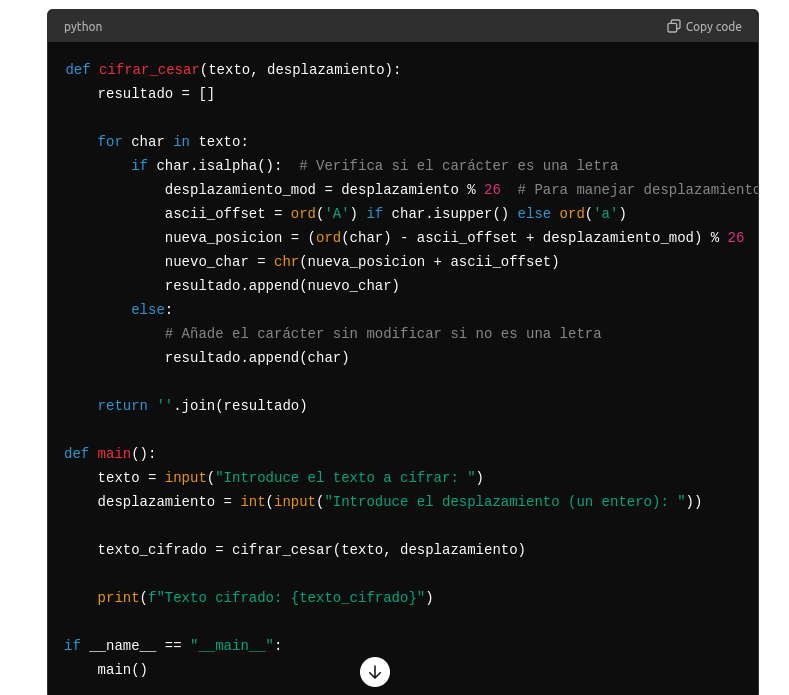 python
Copy code
def cifrar_cesar(texto, desplazamiento):
    resultado = []
    for char in texto:
        if char.isalpha():  # Verifica si el carácter es una letra
            desplazamiento_mod = desplazamiento % 26  # Para manejar desplazamiento
            ascii_offset = ord('A') if char.isupper() else ord('a')
            nueva_posicion = (ord(char) - ascii_offset + desplazamiento_mod) % 26
            nuevo_char = chr(nueva_posicion + ascii_offset)
            resultado.append(nuevo_char)
        else:
            # Añade el carácter sin modificar si no es una letra
            resultado.append(char)
    return ''.join(resultado)
def main():
    texto = input("Introduce el texto a cifrar: ")
    desplazamiento = int(input("Introduce el desplazamiento (un entero): "))
    texto_cifrado = cifrar_cesar(texto, desplazamiento)
    print(f"Texto cifrado: {texto_cifrado}")
if __name__ == "__main__":
    main()